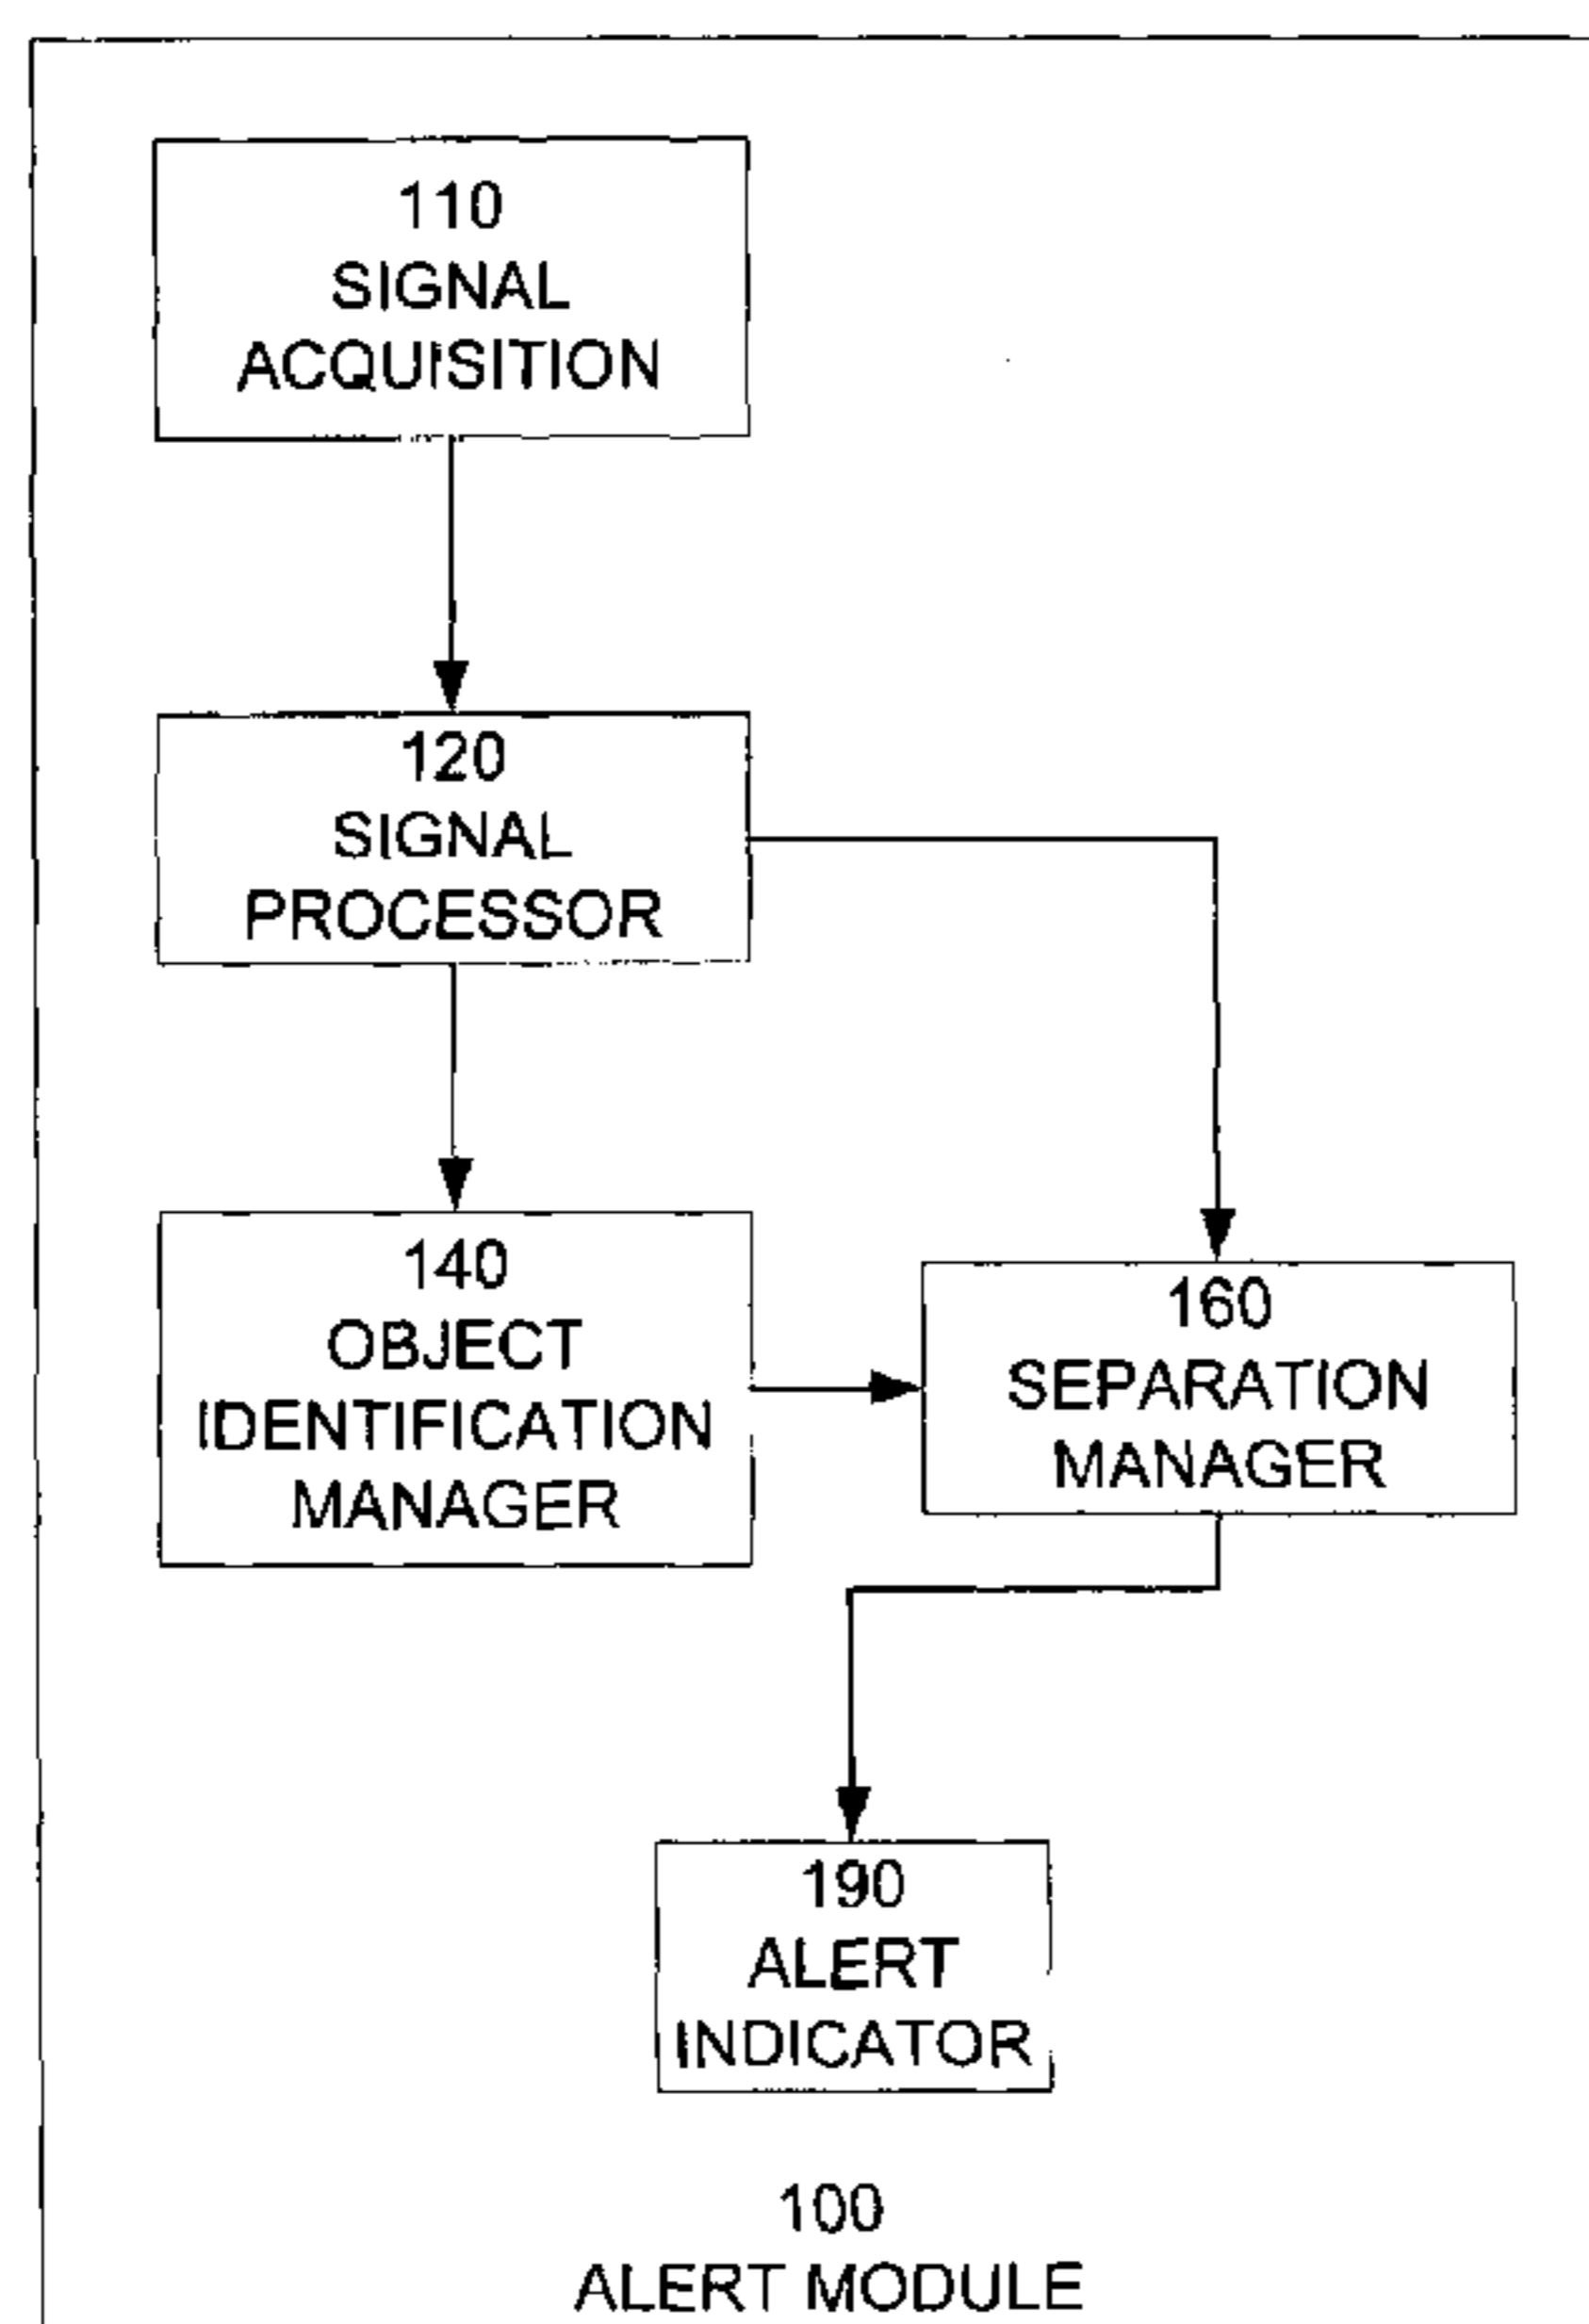 110
SIGNAL
ACQUISITION
120
SIGNAL
PROCESSOR
140
OBJECT
IDENTIFICATION
MANAGER
160
SEPARATION
MANAGER
190
ALERT
INDICATOR
100
ALERT MODULE